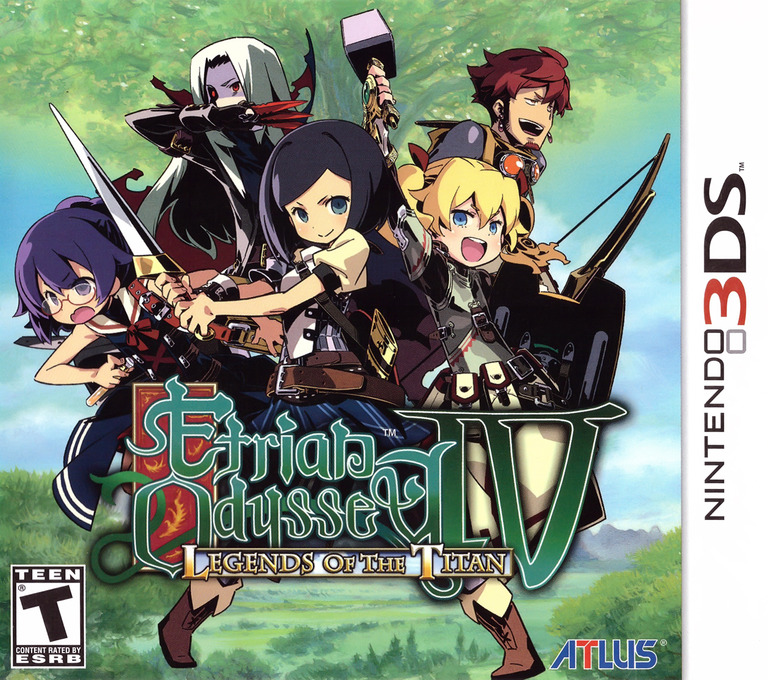 Etrian
Odyssey IV
™
LEGENDS OF THE TITAN
NINTENDO 3DS
™
TEEN
T
®
CONTENT RATED BY
ESRB
ATLUS
®